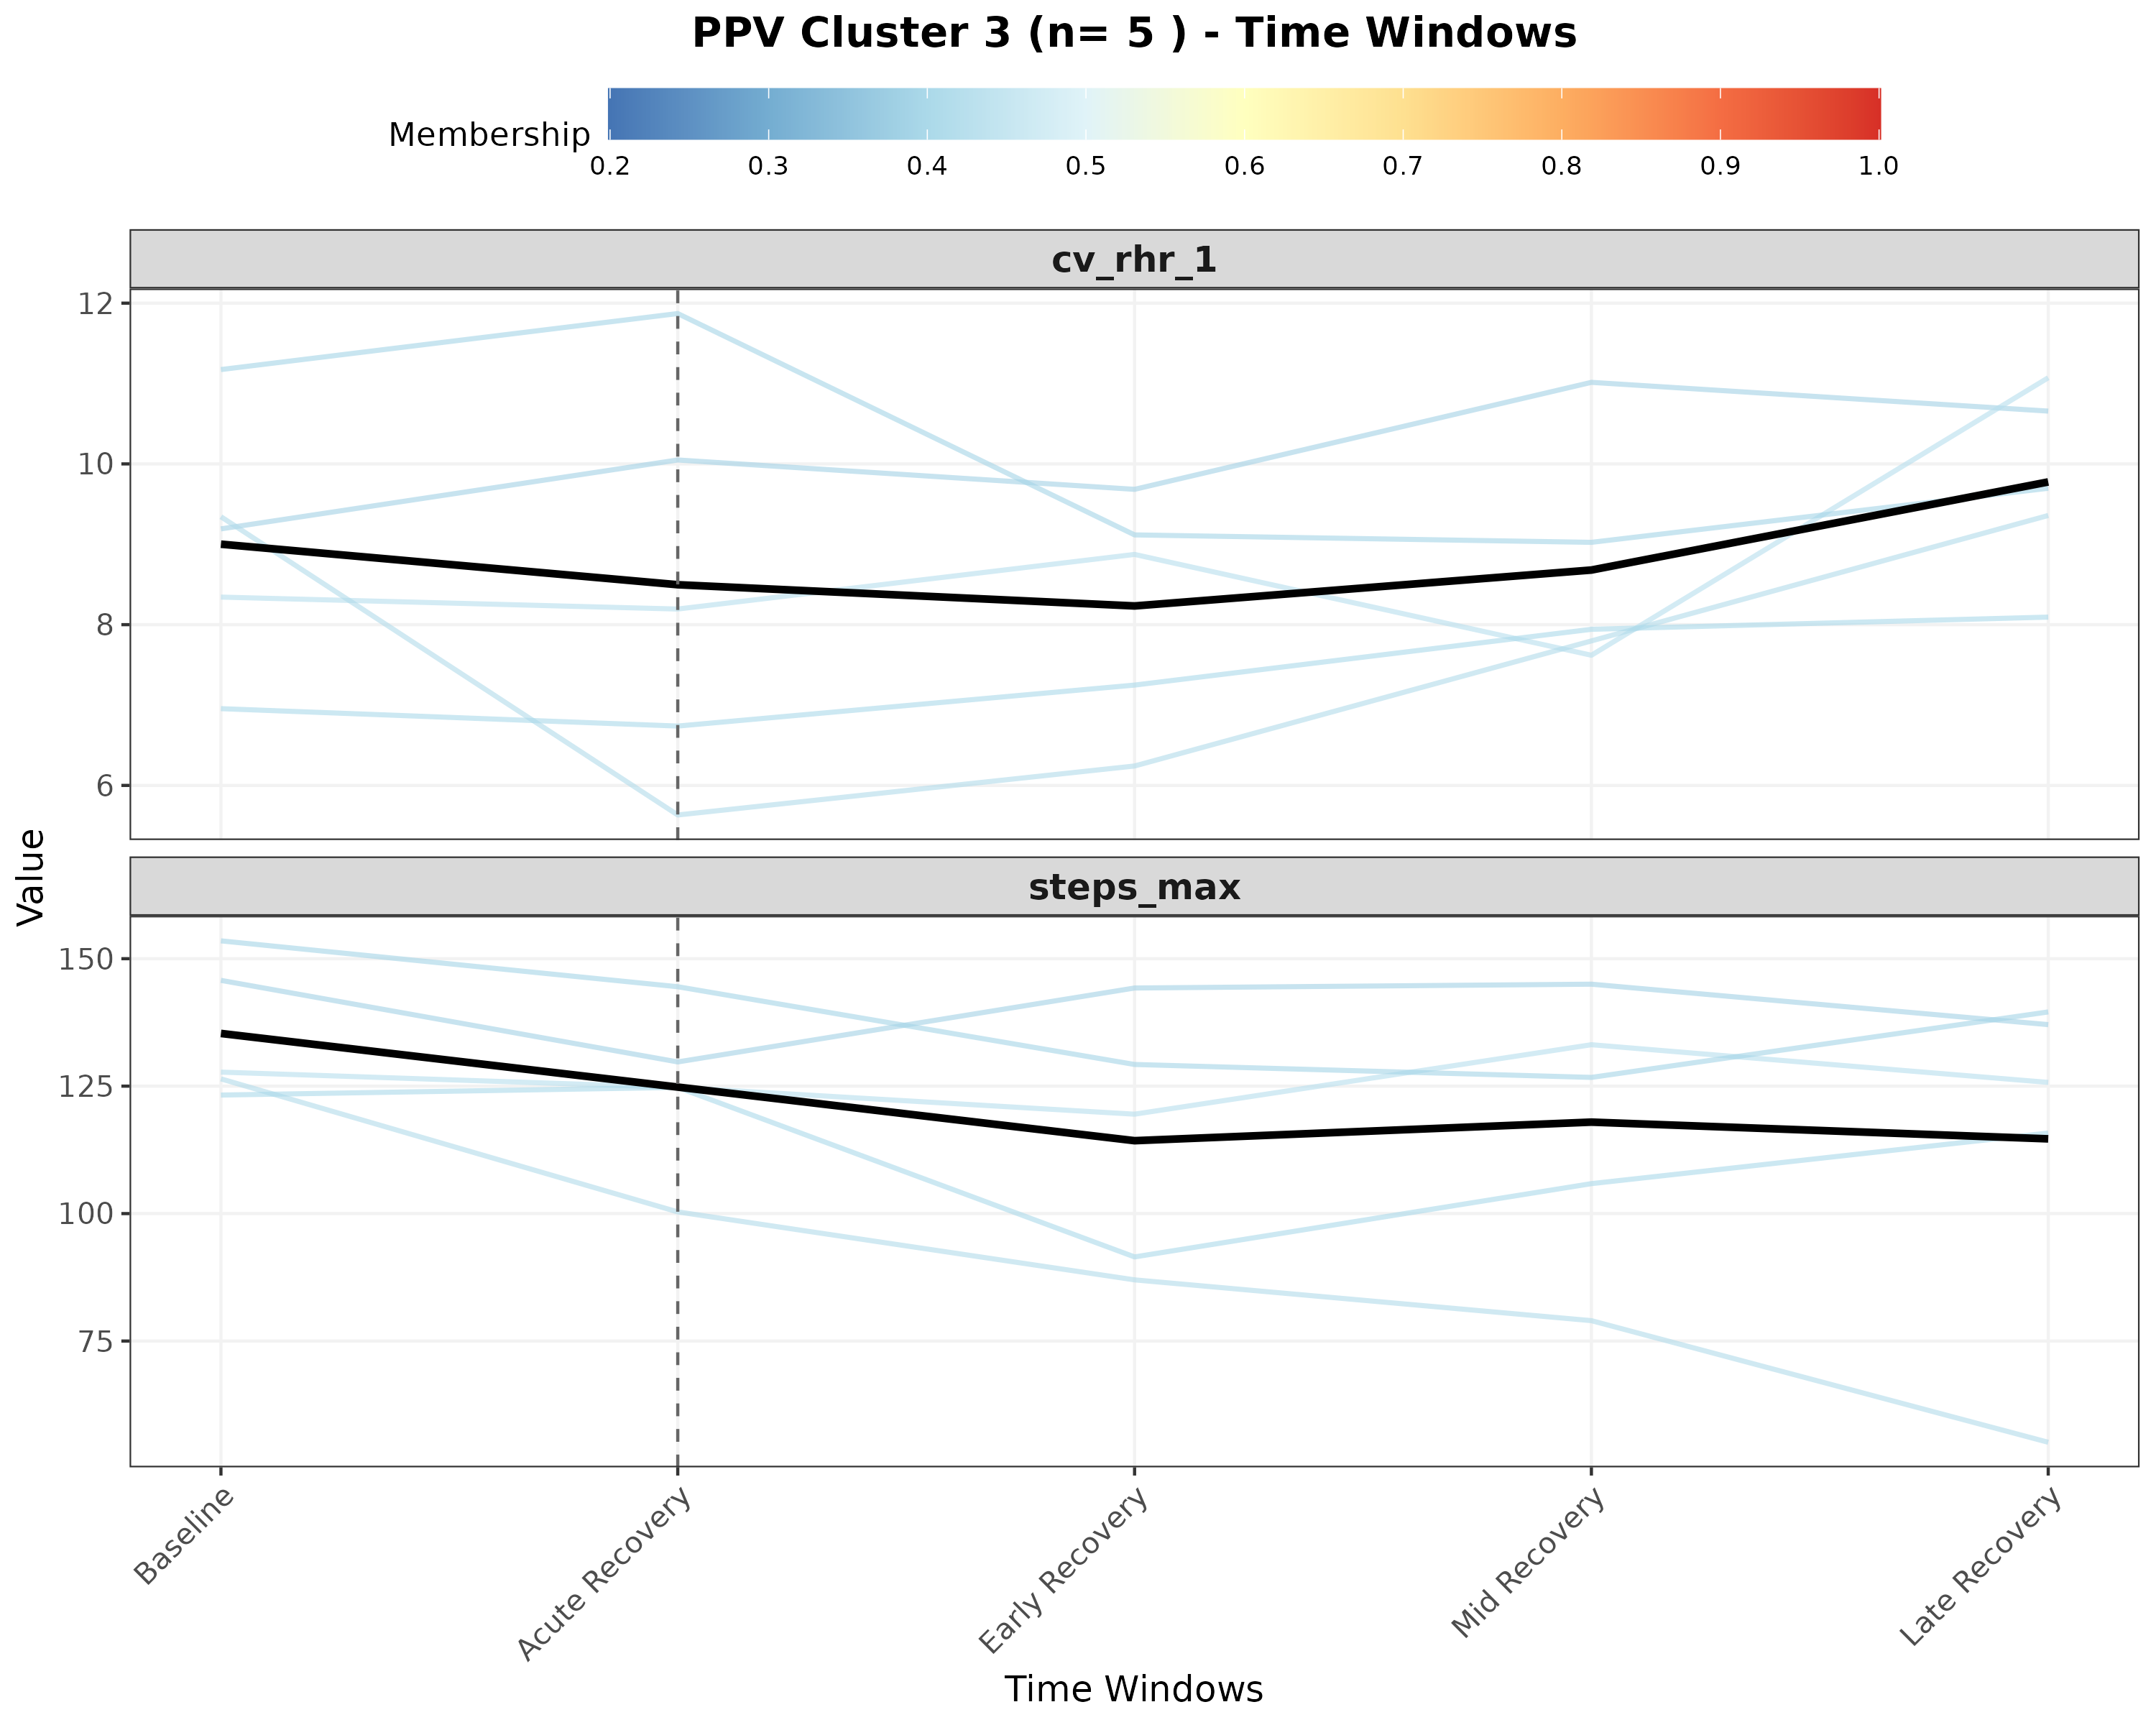 PPV Cluster 3 (n= 5 ) - Time Windows
Membership
0.2 0.3 0.4 0.5 0.6 0.7 0.8 0.9 1.0
cv_rhr_1
12
10
8
6
Value
steps_max
150
125
100
75
Baseline
Acute Recovery
Early Recovery
Mid Recovery
Late Recovery
Time Windows